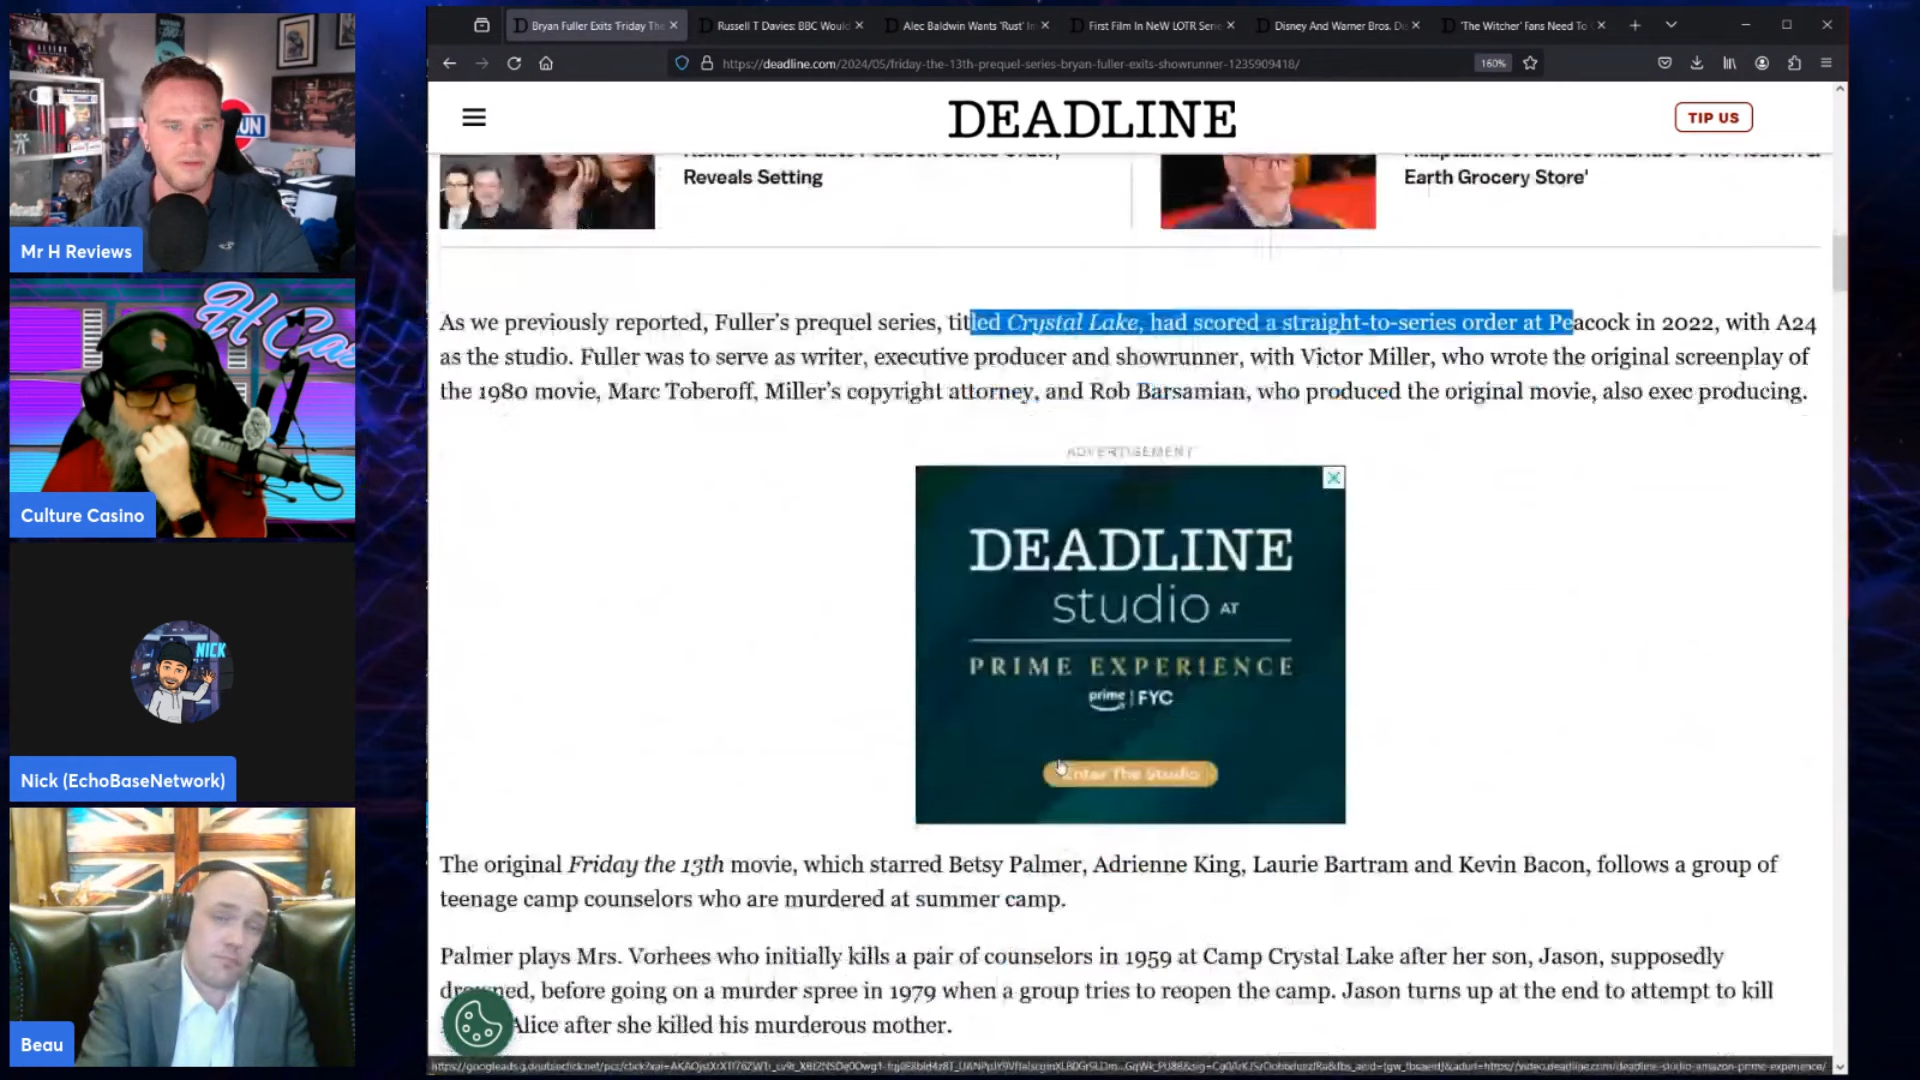 Bryan Fuller Exits 'Friday The
Russell T Davies: BBC Would
Alec Baldwin Wants 'Rust' In
First Film In NeW LOTR Seri
Disney And Warner Bros. Di
'The Witcher' Fans Need To
https://deadline.com/2024/05/friday-the-13th-prequel-series-bryan-fuller-exits-showrunner-1235909418/
160%
DEADLINE
TIP US
Reveals Setting
Earth Grocery Store'
As we previously reported, Fuller's prequel series, titled Crystal Lake, had scored a straight-to-series order at Peacock in 2022, with A24
as the studio. Fuller was to serve as writer, executive producer and showrunner, with Victor Miller, who wrote the original screenplay of
the 1980 movie, Marc Toberoff, Miller's copyright attorney, and Rob Barsamian, who produced the original movie, also exec producing.
ADVERTISEMENT
DEADLINE
studio AT
PRIME EXPERIENCE
prime | FYC
Enter The Studio
The original Friday the 13th movie, which starred Betsy Palmer, Adrienne King, Laurie Bartram and Kevin Bacon, follows a group of
teenage camp counselors who are murdered at summer camp.
Palmer plays Mrs. Vorhees who initially kills a pair of counselors in 1959 at Camp Crystal Lake after her son, Jason, supposedly
drowned, before going on a murder spree in 1979 when a group tries to reopen the camp. Jason turns up at the end to attempt to kill
Alice after she killed his murderous mother.
Mr H Reviews
Culture Casino
NICK
Nick (EchoBaseNetwork)
Beau